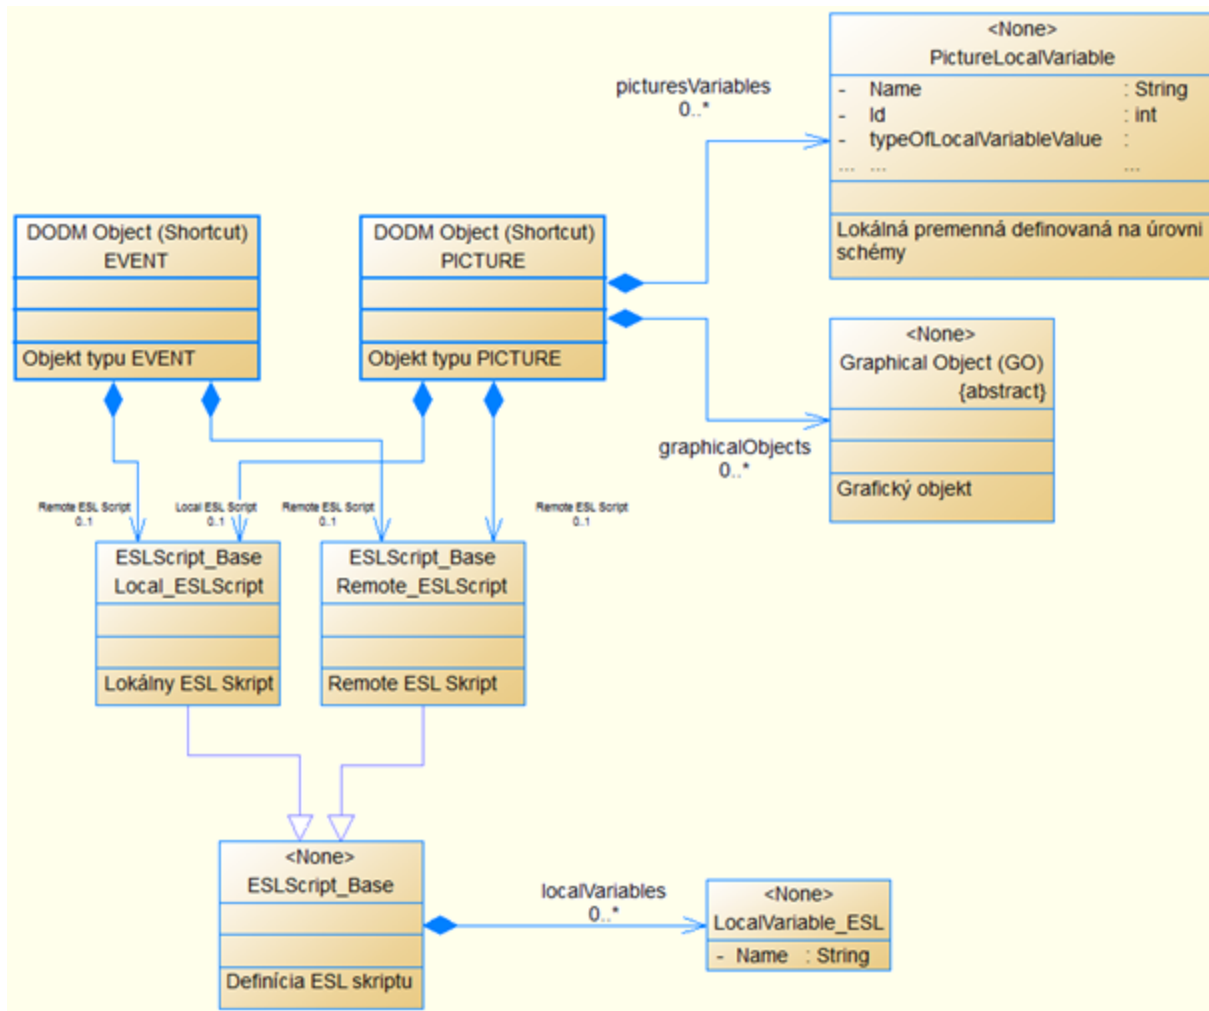 <None>
PictureLocalVariable
- Name : String
- Id : int
- typeOfLocalVariableValue :
... ... ...
Lokálná premenná definovaná na úrovni
schémy
picturesVariables
0..*
DODM Object (Shortcut)
EVENT
Objekt typu EVENT
DODM Object (Shortcut)
PICTURE
Objekt typu PICTURE
<None>
Graphical Object (GO)
{abstract}
Grafický objekt
graphicalObjects
0..*
Remote ESL Script
0..1
Local ESL Script
0..1
Remote ESL Script
0..1
Remote ESL Script
0..1
ESLScript_Base
Local_ESLScript
Lokálny ESL Skript
ESLScript_Base
Remote_ESLScript
Remote ESL Skript
<None>
ESLScript_Base
Definícia ESL skriptu
localVariables
0..*
<None>
LocalVariable_ESL
- Name : String